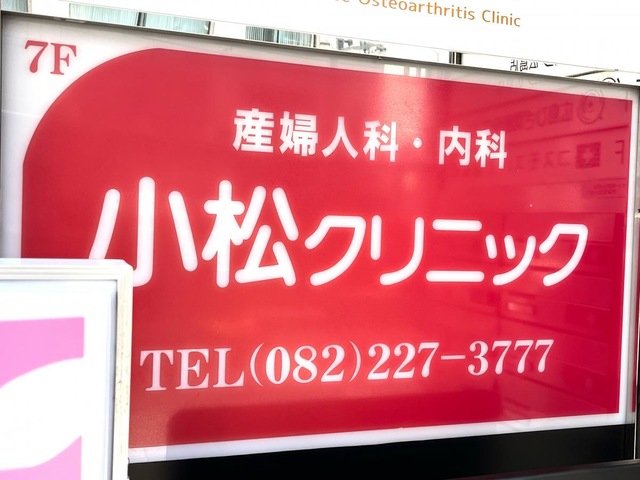 Osteoarthritis Clinic
7F
産婦人科・内科
小松クリニック
TEL(082)227-3777